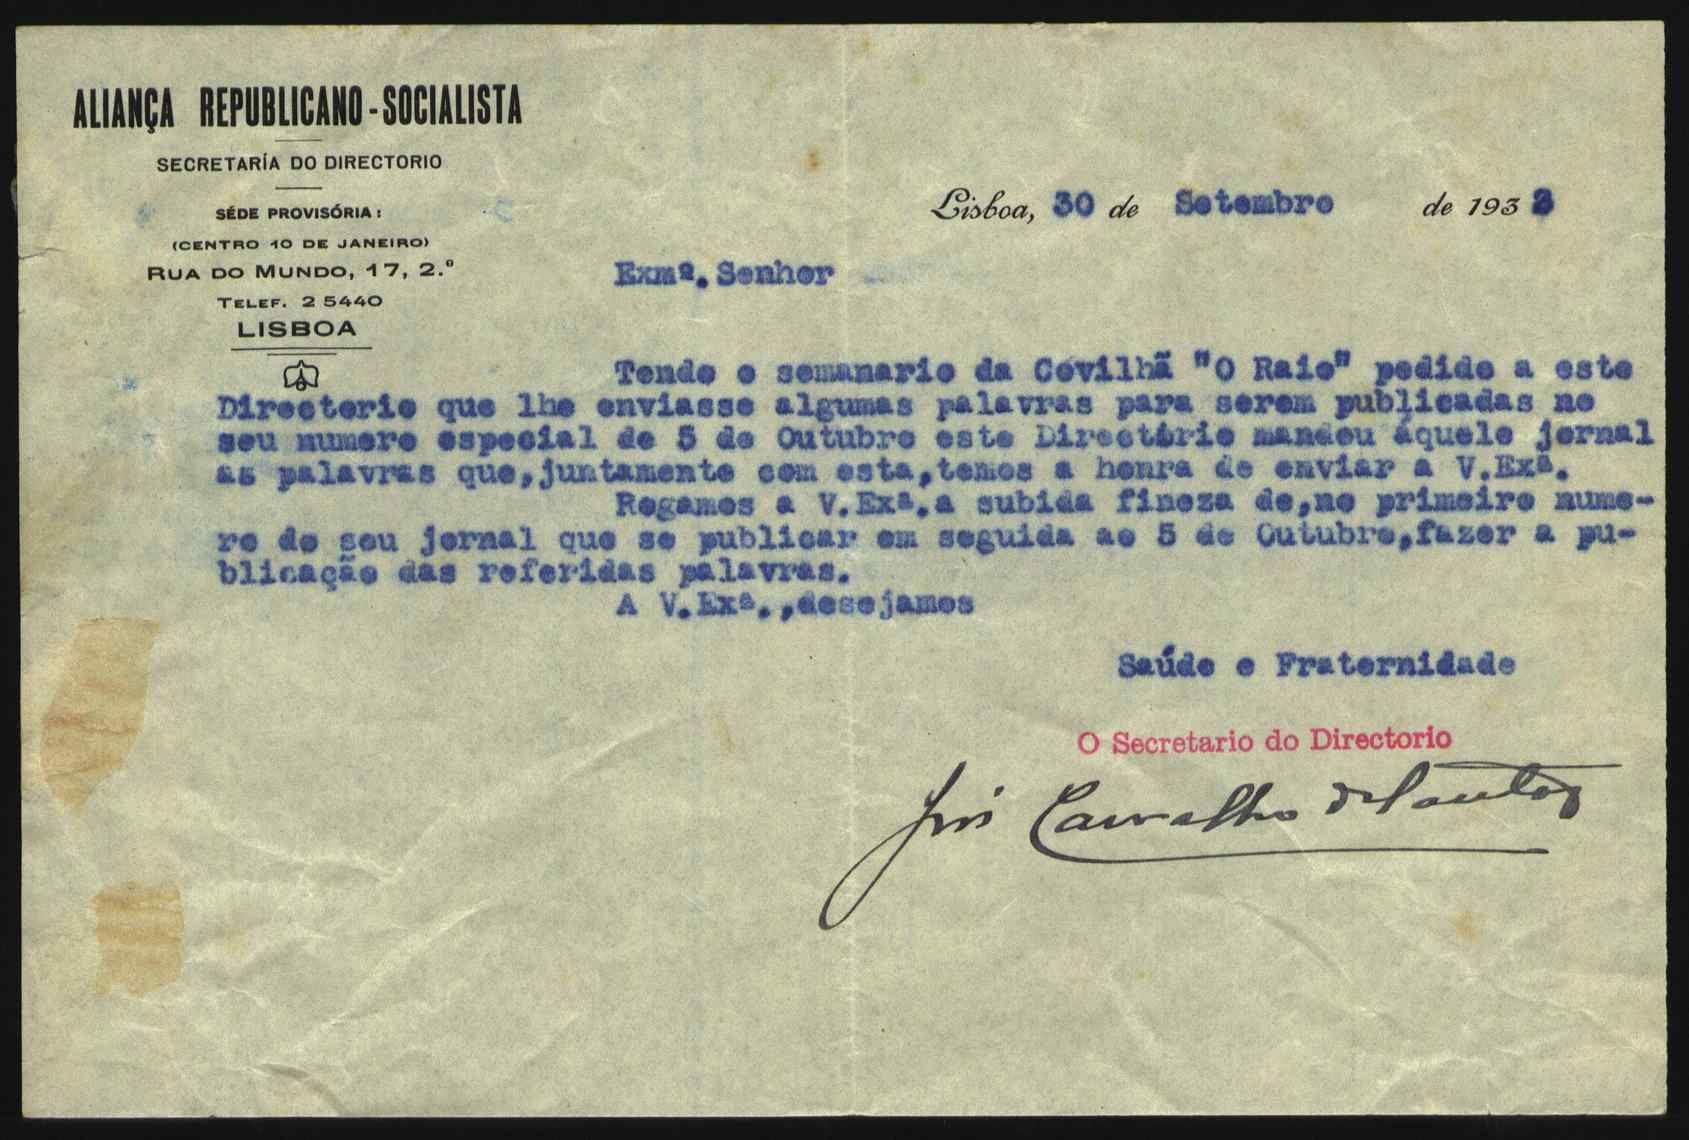 ALIANÇA REPUBLICANO-SOCIALISTA
SECRETARÍA DO DIRECTORIO
SÉDE PROVISÓRIA:
(CENTRO 10 DE JANEIRO)
RUA DO MUNDO, 17, 2.º
TELEF. 2 5440
LISBOA
Lisboa, 30 de Setembro de 193
Exmº. Senhor
Tendo o semanario da Covilhã "O Raio" pedido a este
Directorio que lhe enviasse algumas palavras para serem publicadas no
seu numero especial de 5 de Outubro este Directório mandou áquele jornal
as palavras que,juntamente com esta,temos a honra de enviar a V.Exª.
Rogamos a V.Exª.a subida fineza de,no primeiro nume-
ro do seu jornal que se publicar em seguida ao 5 de Outubro,fazer a pu-
blicação das referidas palavras.
A V.Exª.,desejamos
Saúde e Fraternidade
O Secretario do Directorio
José Carvalho dos Santos